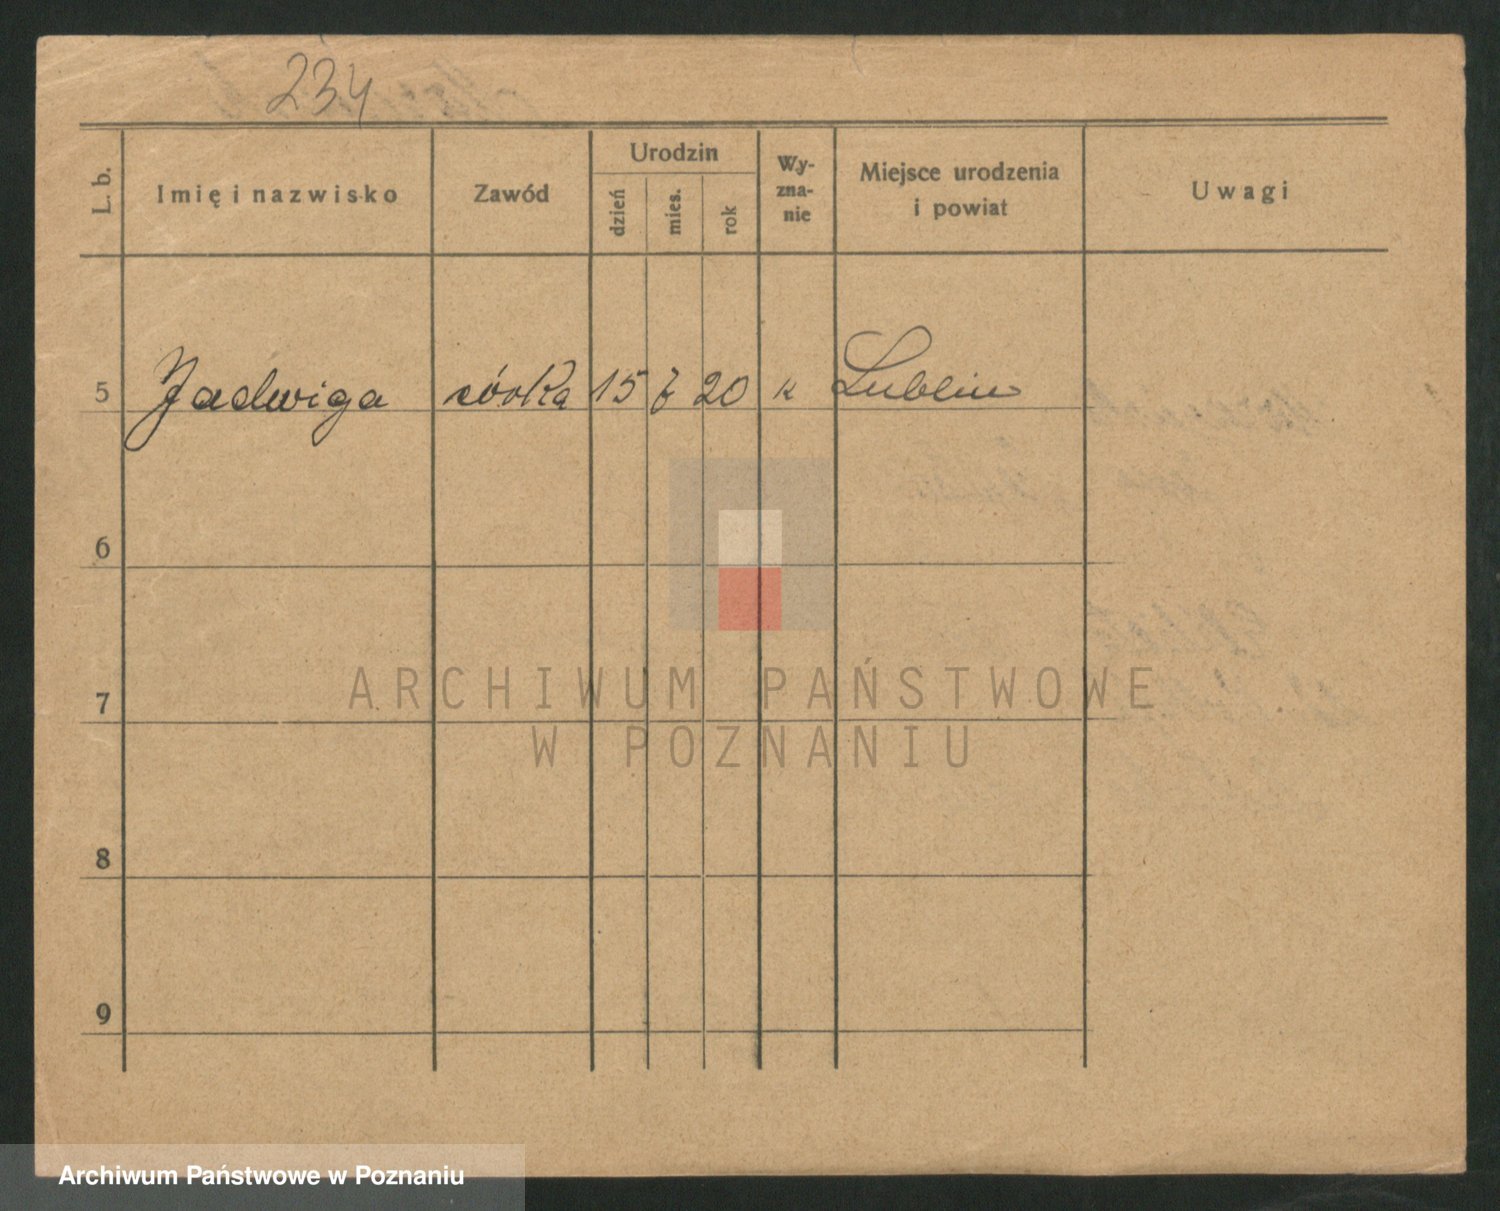 234
L. b.
Imię i nazwisko
Zawód
Urodzin
dzień
mies.
rok
Wy-
zna-
nie
Miejsce urodzenia
i powiat
Uwagi
5 Jadwiga córka 15 20 k Lublin
6
7
8
9
ARCHIWUM PAŃSTWOWE
W POZNANIU
Archiwum Państwowe w Poznaniu